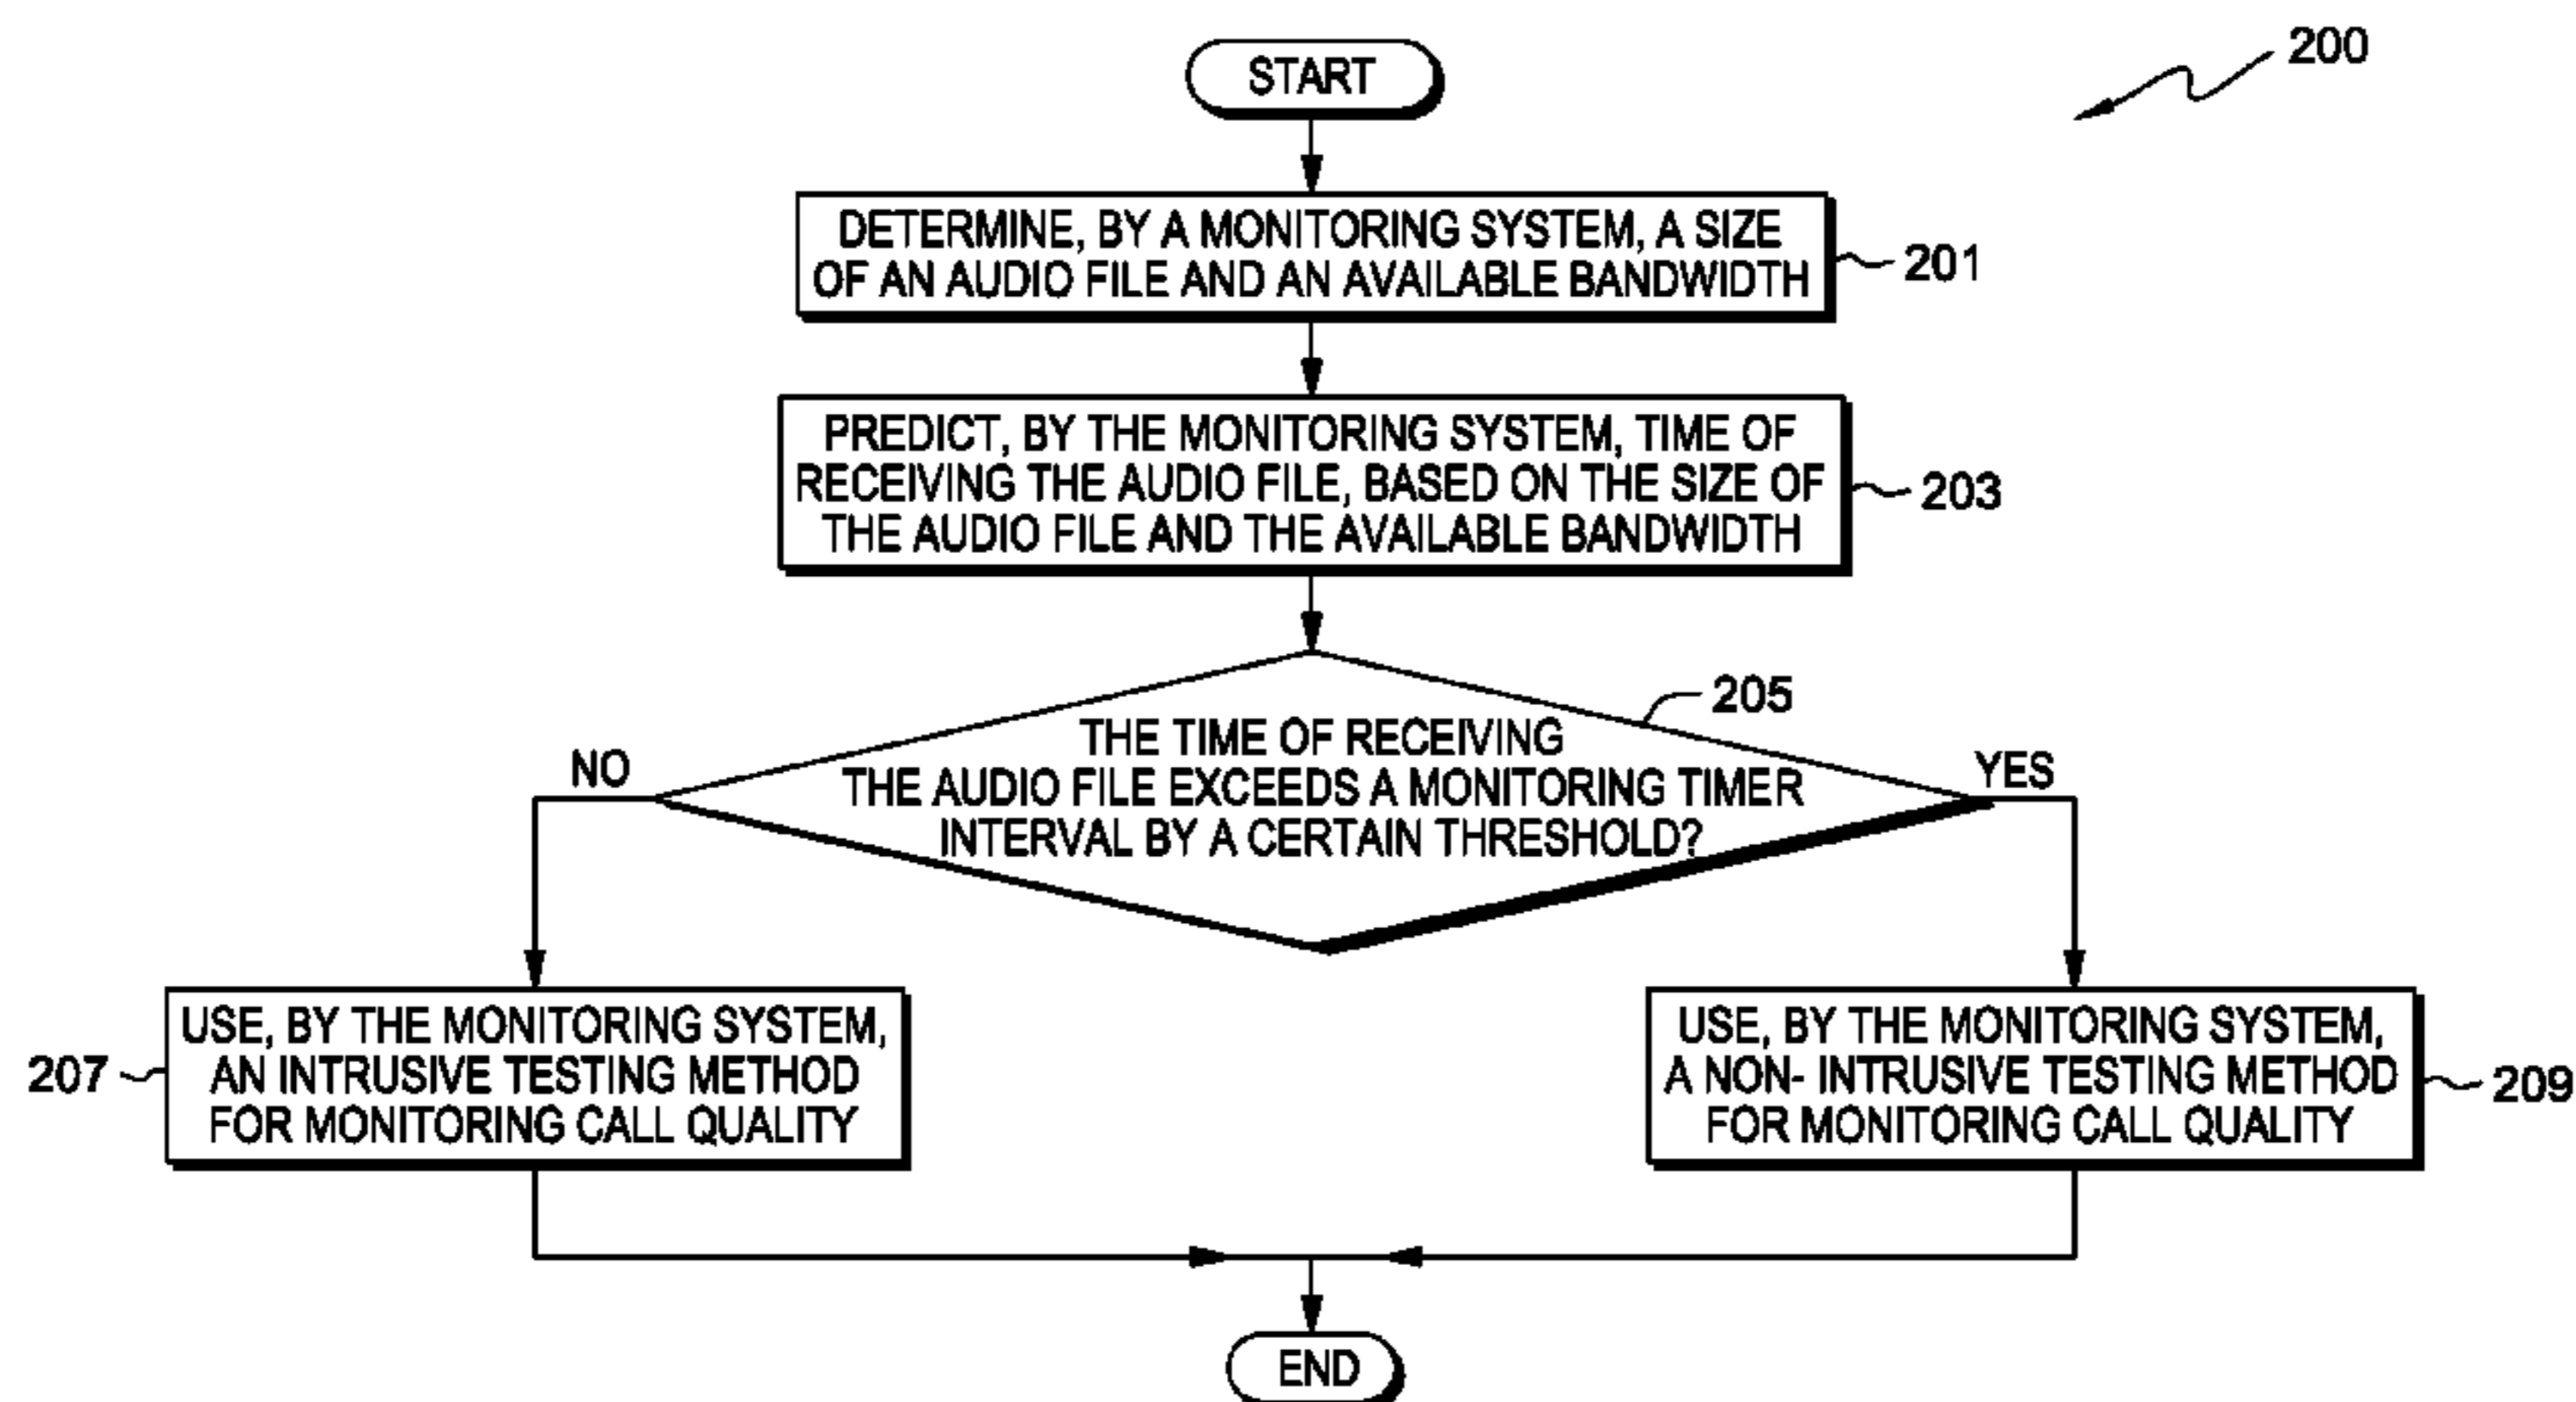 200
START
DETERMINE, BY A MONITORING SYSTEM, A SIZE
OF AN AUDIO FILE AND AN AVAILABLE BANDWIDTH
201
PREDICT, BY THE MONITORING SYSTEM, TIME OF
RECEIVING THE AUDIO FILE, BASED ON THE SIZE OF
THE AUDIO FILE AND THE AVAILABLE BANDWIDTH
203
205
THE TIME OF RECEIVING
THE AUDIO FILE EXCEEDS A MONITORING TIMER
INTERVAL BY A CERTAIN THRESHOLD?
NO
YES
USE, BY THE MONITORING SYSTEM,
AN INTRUSIVE TESTING METHOD
FOR MONITORING CALL QUALITY
207
USE, BY THE MONITORING SYSTEM,
A NON- INTRUSIVE TESTING METHOD
FOR MONITORING CALL QUALITY
209
END